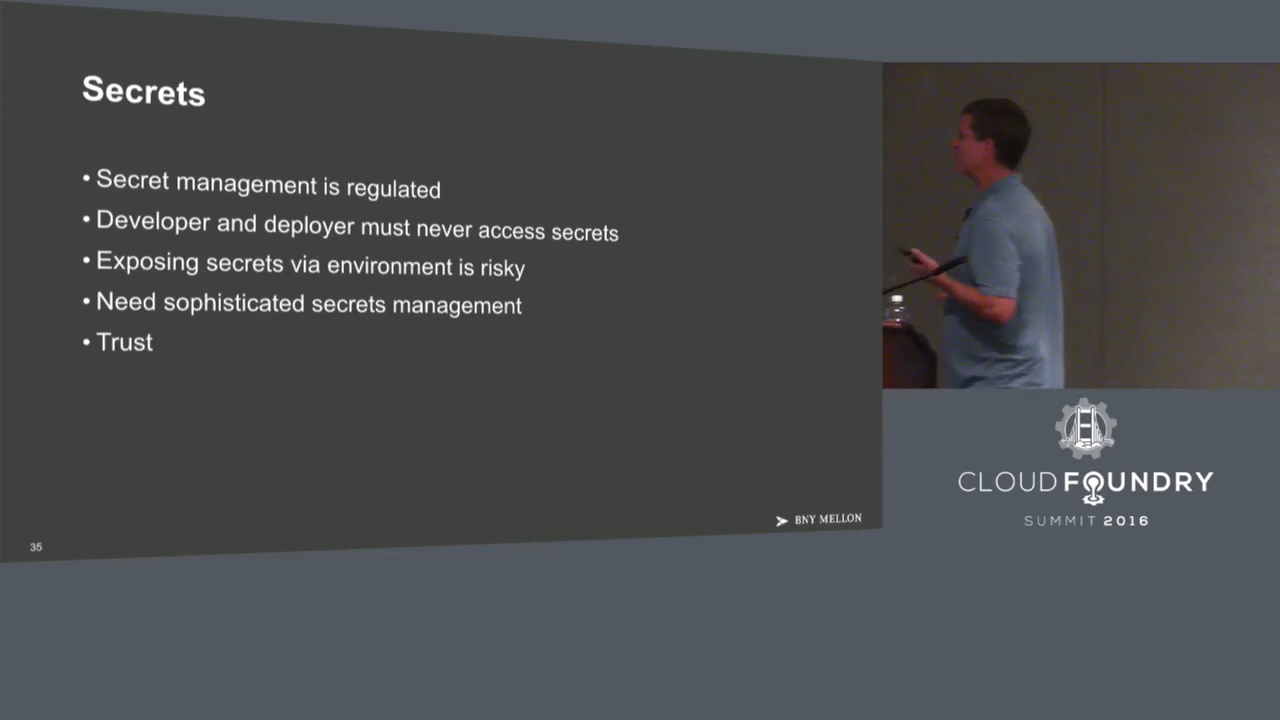 Secrets
• Secret management is regulated
• Developer and deployer must never access secrets
• Exposing secrets via environment is risky
• Need sophisticated secrets management
• Trust
BNY MELLON
35
CLOUD FOUNDRY
SUMMIT 2016